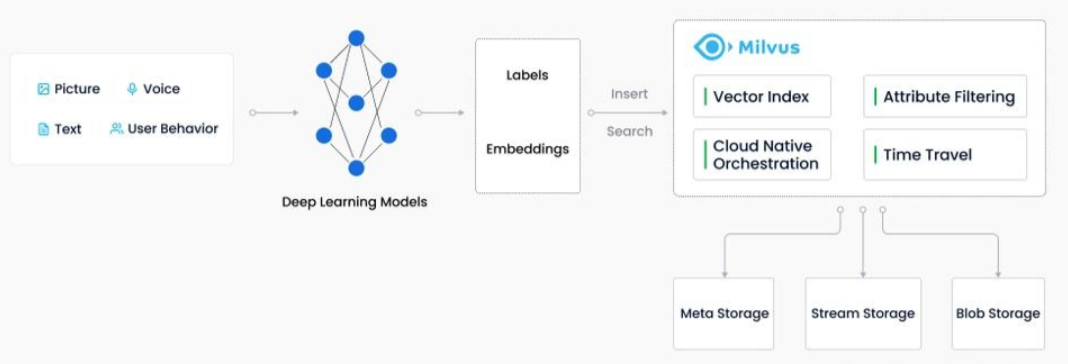 Picture
Voice
Text
User Behavior
Deep Learning Models
Labels
Embeddings
Insert
Search
Milvus
Vector Index
Attribute Filtering
Cloud Native
Orchestration
Time Travel
Meta Storage
Stream Storage
Blob Storage